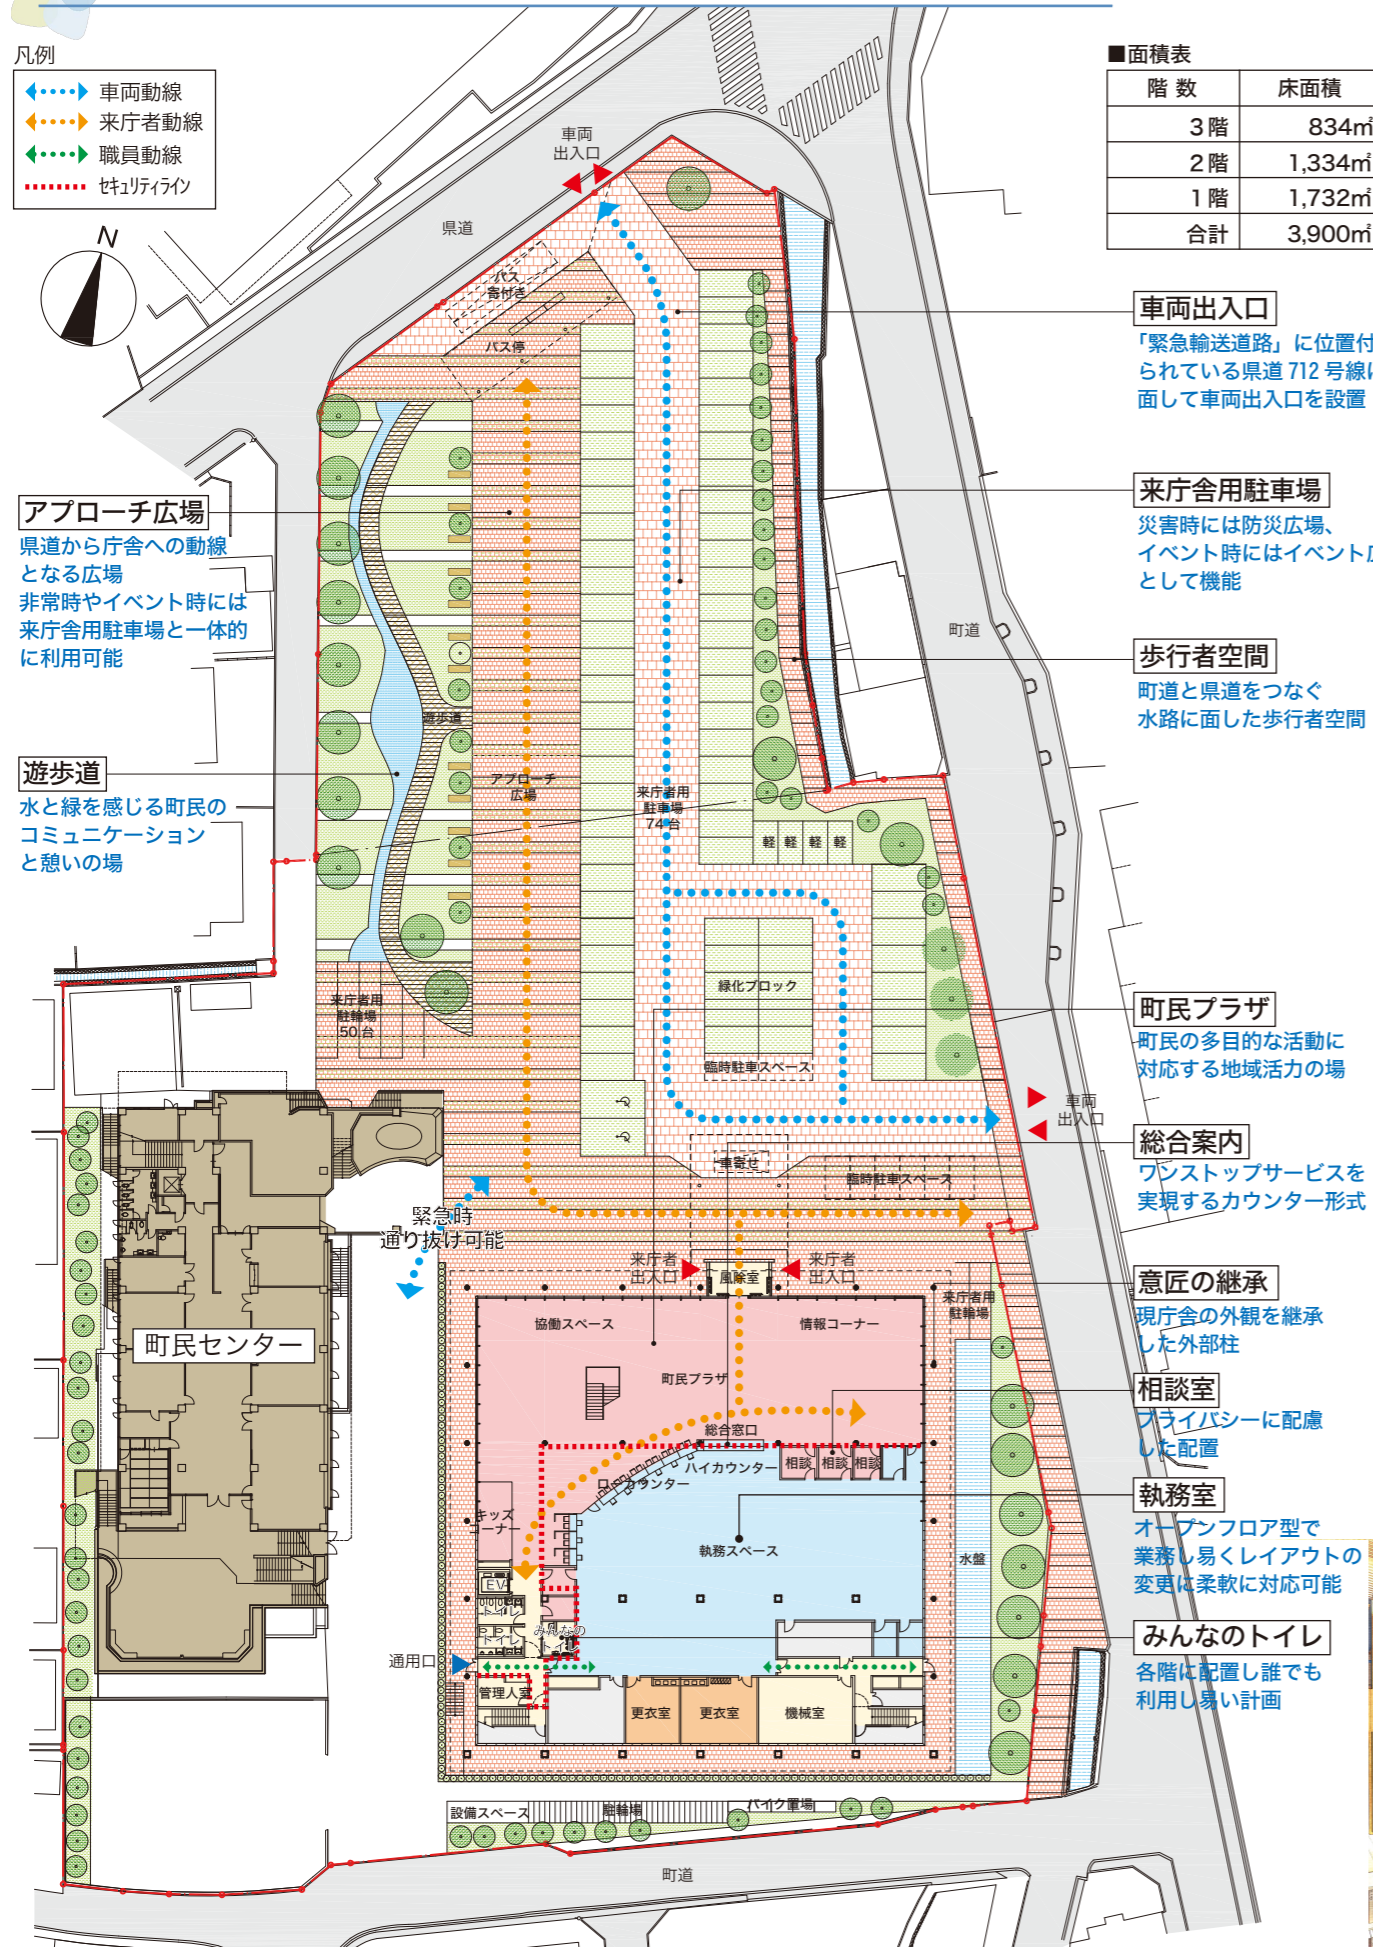 凡例
車両動線
来庁者動線
職員動線
セキュリティライン
N
■面積表
階 数
床面積
3階
834㎡
2階
1,334㎡
1階
1,732㎡
合計
3,900㎡
車両
出入口
県道
バス
寄付き
バス停
車両出入口
「緊急輸送道路」に位置付
られている県道 712 号線に
面して車両出入口を設置
アプローチ広場
県道から庁舎への動線
となる広場
非常時やイベント時には
来庁舎用駐車場と一体的
に利用可能
来庁舎用駐車場
災害時には防災広場、
イベント時にはイベント広
として機能
町道
歩行者空間
町道と県道をつなぐ
水路に面した歩行者空間
遊歩道
遊歩道
水と緑を感じる町民の
コミュニケーション
と憩いの場
アプローチ
広場
来庁者用
駐車場
74台
軽
軽
軽
軽
来庁者用
駐輪場
50台
緑化ブロック
臨時駐車スペース
町民プラザ
町民の多目的な活動に
対応する地域活力の場
車両
出入口
総合案内
ワンストップサービスを
実現するカウンター形式
車寄せ
臨時駐車スペース
緊急時
通り抜け可能
来庁者
出入口
風除室
来庁者
出入口
来庁者用
駐輪場
意匠の継承
現庁舎の外観を継承
した外部柱
町民センター
協働スペース
情報コーナー
町民プラザ
総合窓口
ハイカウンター
ローカウンター
相談
相談
相談
相談室
プライバシーに配慮
した配置
キッズ
コーナー
執務スペース
執務室
オープンフロア型で
業務し易くレイアウトの
変更に柔軟に対応可能
水盤
EV
トイレ
トイレ
みんなの
トイレ
みんなのトイレ
各階に配置し誰でも
利用し易い計画
通用口
管理人室
更衣室
更衣室
機械室
設備スペース
駐輪場
バイク置場
町道